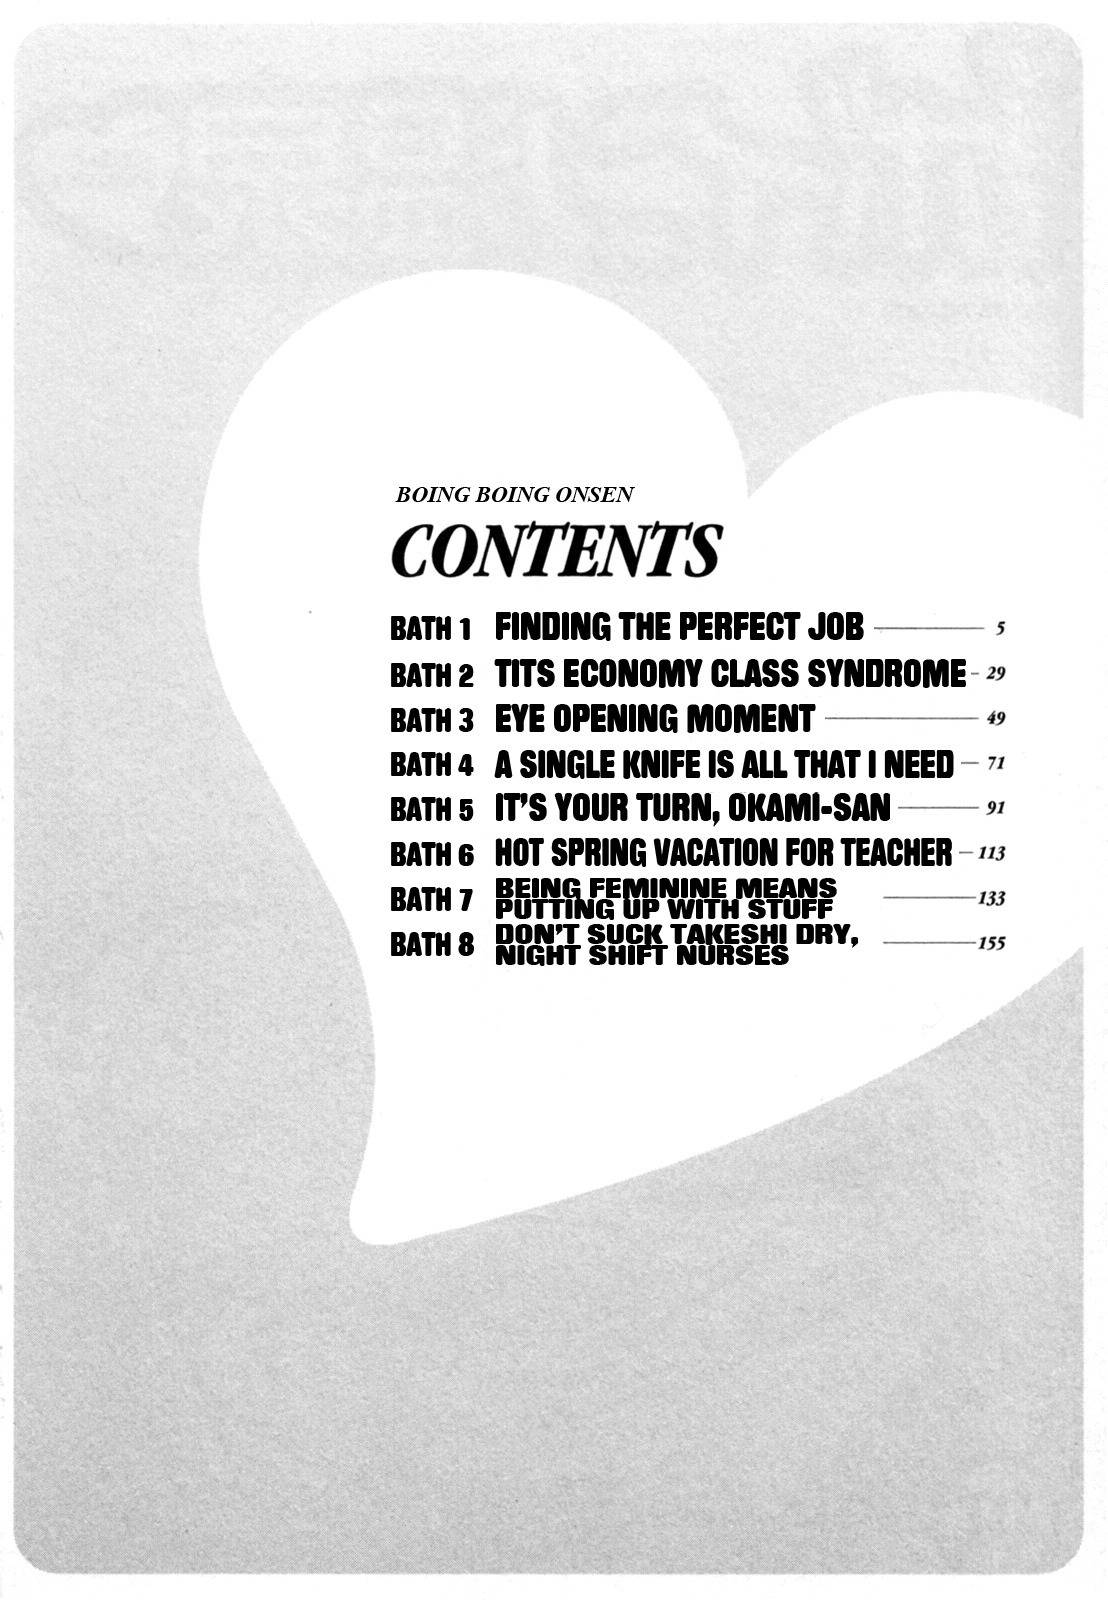 BOING BOING ONSEN
CONTENTS
BATH 1 FINDING THE PERFECT JOB 5
BATH 2 TITS ECONOMY CLASS SYNDROME 29
BATH 3 EYE OPENING MOMENT 49
BATH 4 A SINGLE KNIFE IS ALL THAT I NEED 71
BATH 5 IT'S YOUR TURN, OKAMI-SAN 91
BATH 6 HOT SPRING VACATION FOR TEACHER 113
BATH 7 BEING FEMININE MEANS
PUTTING UP WITH STUFF 133
BATH 8 DON'T SUCK TAKESHI DRY,
NIGHT SHIFT NURSES 155